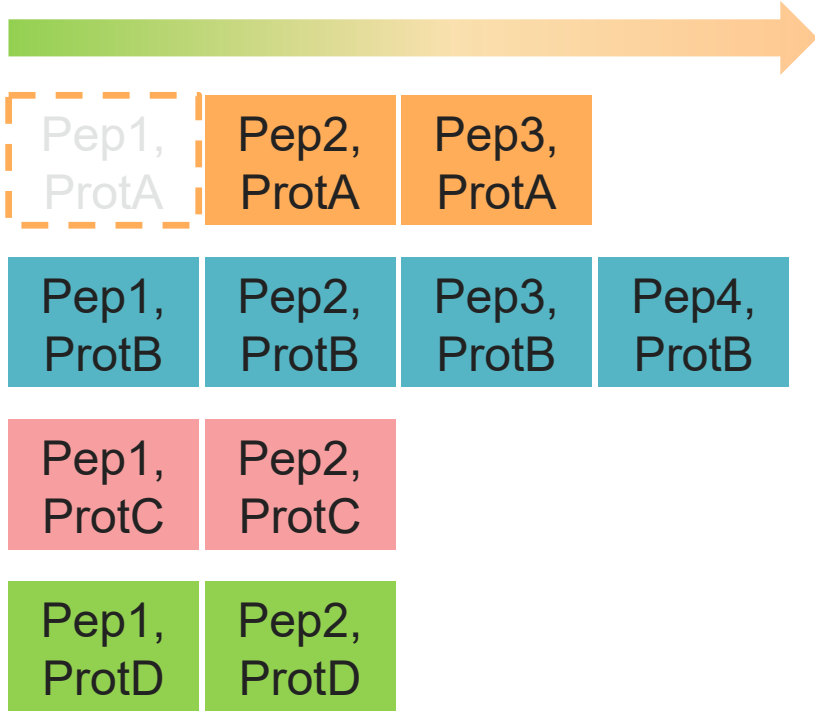 Pep1,
ProtA
Pep2,
ProtA
Pep3,
ProtA
Pep1,
ProtB
Pep2,
ProtB
Pep3,
ProtB
Pep4,
ProtB
Pep1,
ProtC
Pep2,
ProtC
Pep1,
ProtD
Pep2,
ProtD